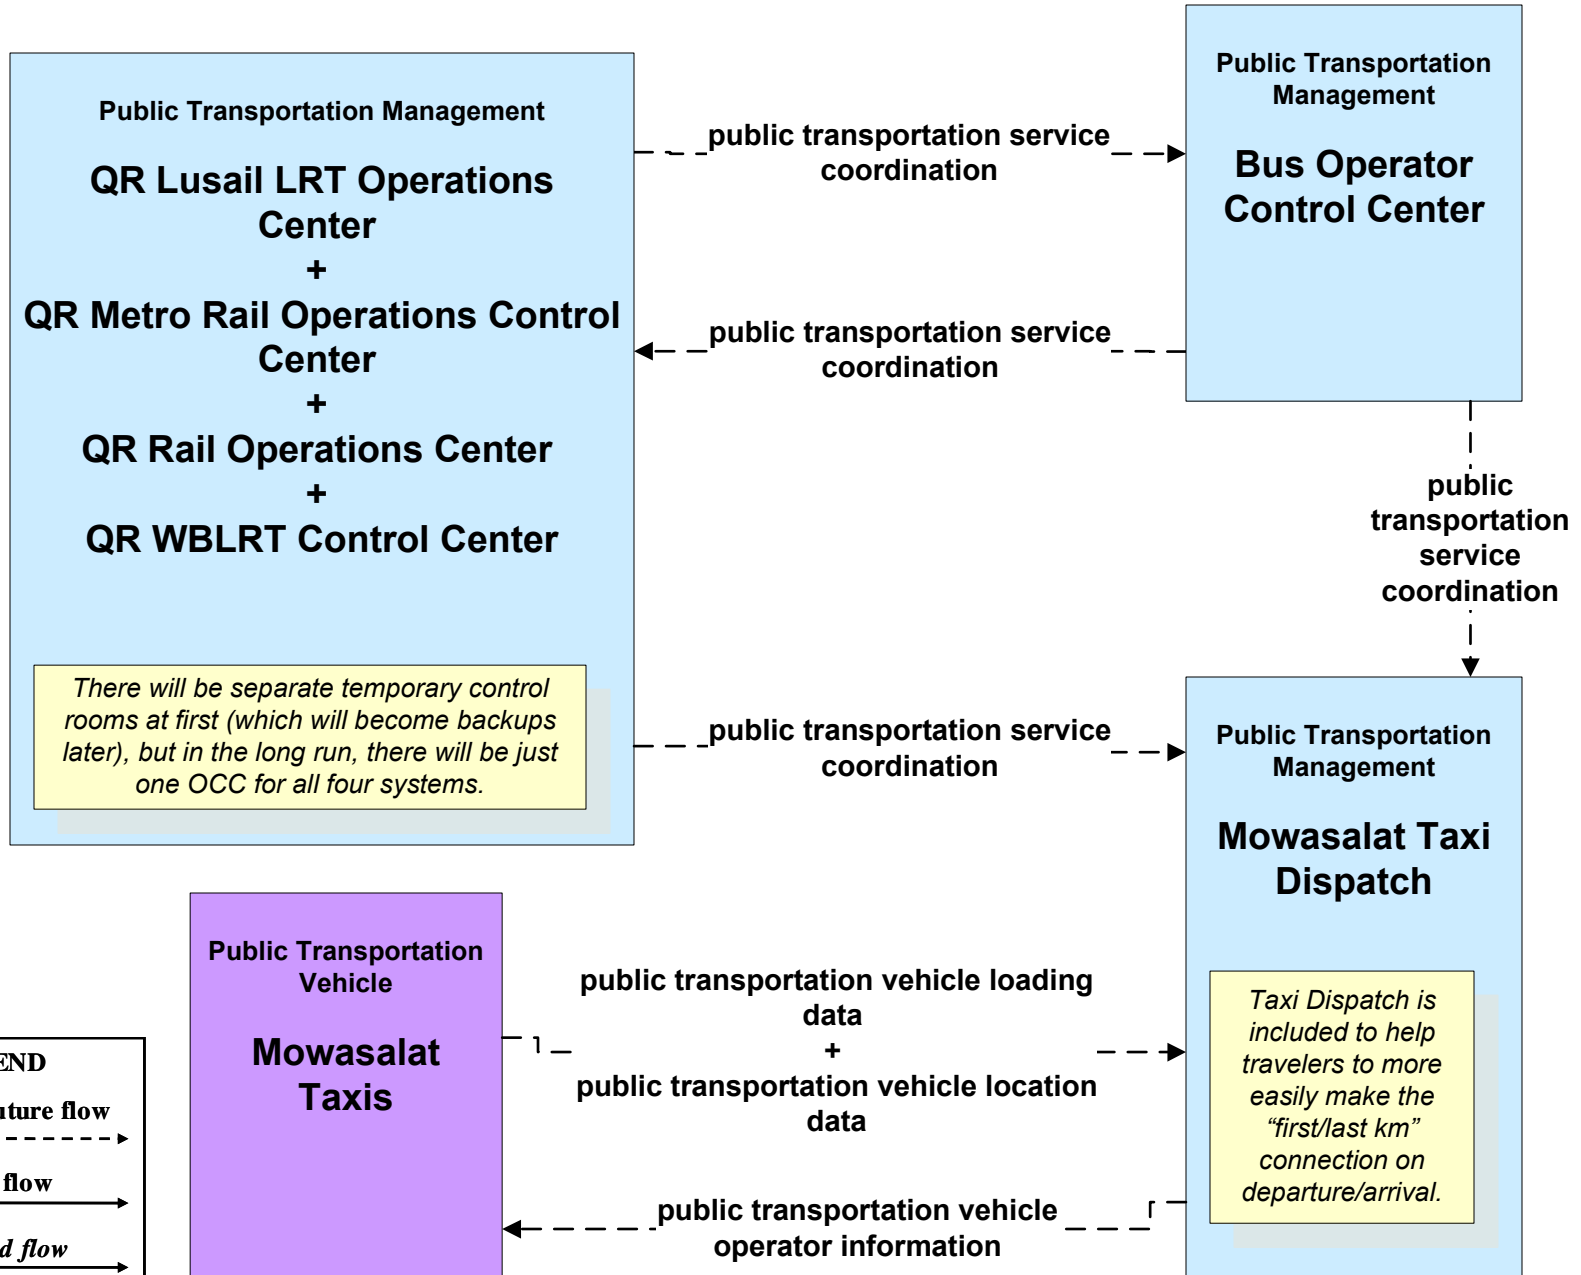 Public Transportation Management
QR Lusail LRT Operations
Center
+
QR Metro Rail Operations Control
Center
+
QR Rail Operations Center
+
QR WBLRT Control Center
There will be separate temporary control
rooms at first (which will become backups
later), but in the long run, there will be just
one OCC for all four systems.
public transportation service
coordination
public transportation service
coordination
Public Transportation
Management
Bus Operator
Control Center
public
transportation
service
coordination
public transportation service
coordination
Public Transportation
Management
Mowasalat Taxi
Dispatch
Taxi Dispatch is
included to help
travelers to more
easily make the
“first/last km”
connection on
departure/arrival.
Public Transportation
Vehicle
Mowasalat
Taxis
public transportation vehicle loading
data
+
public transportation vehicle location
data
public transportation vehicle
operator information
flow
flow